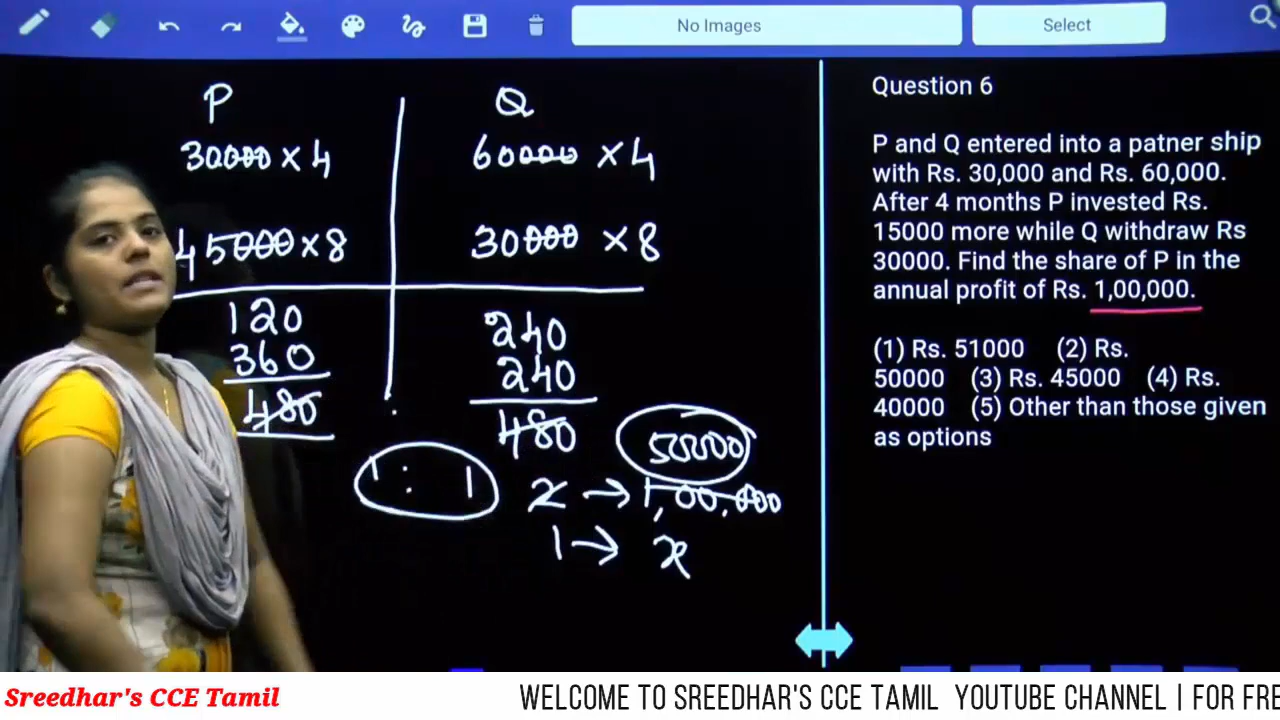 No Images
Select
P
Q
30000 × 4
60000 × 4
45000 × 8
30000 × 8
120
360
480
240
240
480
1 : 1
50000
2 → 1,00,000
1 → x
Question 6
P and Q entered into a patner ship
with Rs. 30,000 and Rs. 60,000.
After 4 months P invested Rs.
15000 more while Q withdraw Rs
30000. Find the share of P in the
annual profit of Rs. 1,00,000.
(1) Rs. 51000 (2) Rs.
50000 (3) Rs. 45000 (4) Rs.
40000 (5) Other than those given
as options
Sreedhar's CCE Tamil
WELCOME TO SREEDHAR'S CCE TAMIL YOUTUBE CHANNEL | FOR FRE